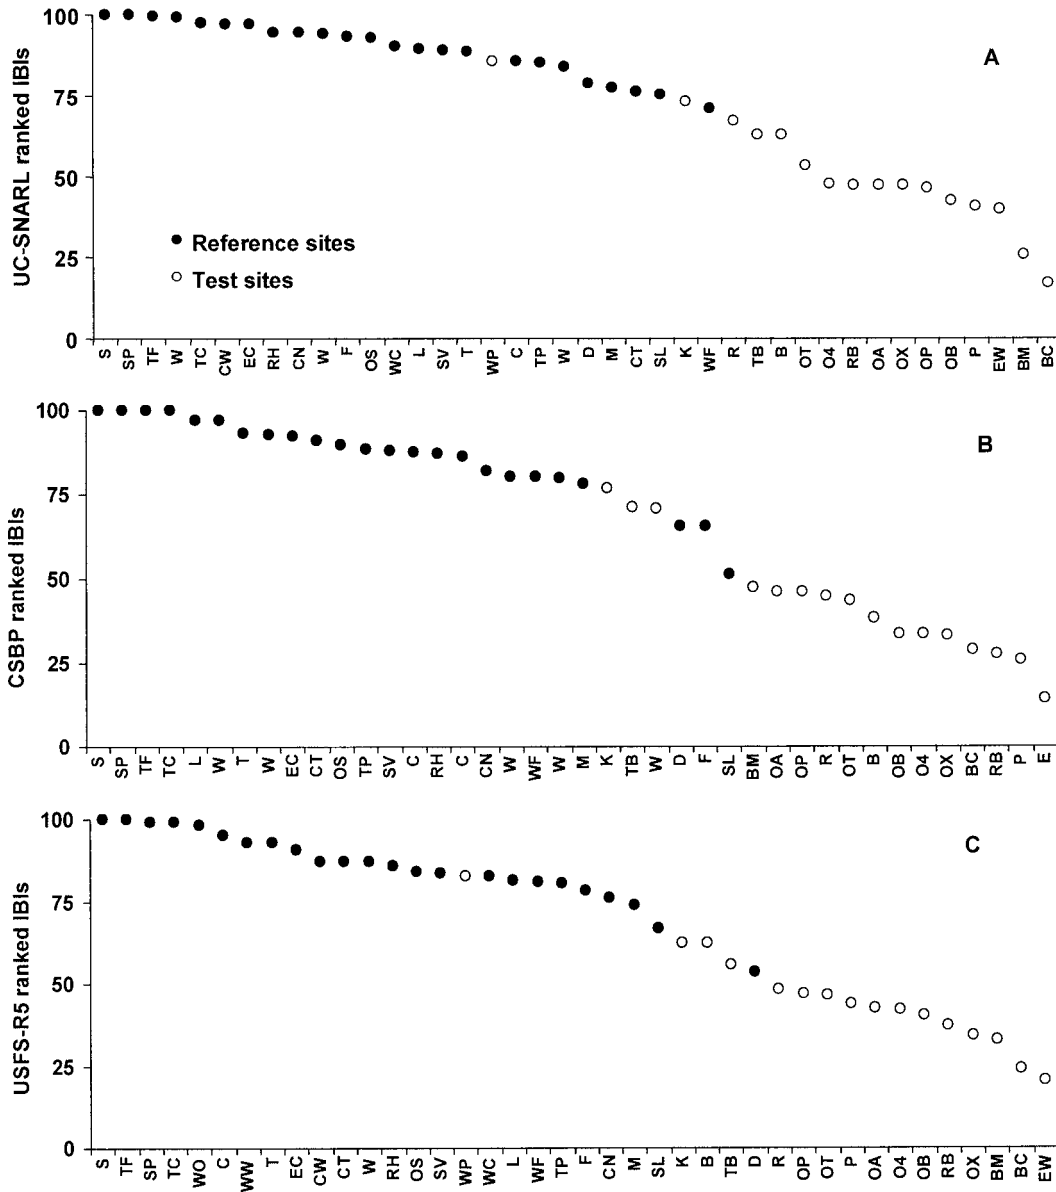 UC-SNARL ranked IBIs
100
75
50
25
0
A
Reference sites
Test sites
S SP TF W TC CW EC RH CN W F OS WC L SV T WP C TP W D M CT SL K WF R TB B OT O4 RB OA OX OP OB P EW BM BC
CSBP ranked IBIs
100
75
50
25
0
B
S SP TF TC L W T W EC CT OS TP SV C RH C CN W WF W M K TB W D F SL BM OA OP R OT B OB O4 OX BC RB P E
USFS-R5 ranked IBIs
100
75
50
25
0
C
S TF SP TC WO C WW T EC CW CT W RH OS SV WP WC L WF TP F CN M SL K B TB D R OP OT P OA O4 OB RB OX BM BC EW